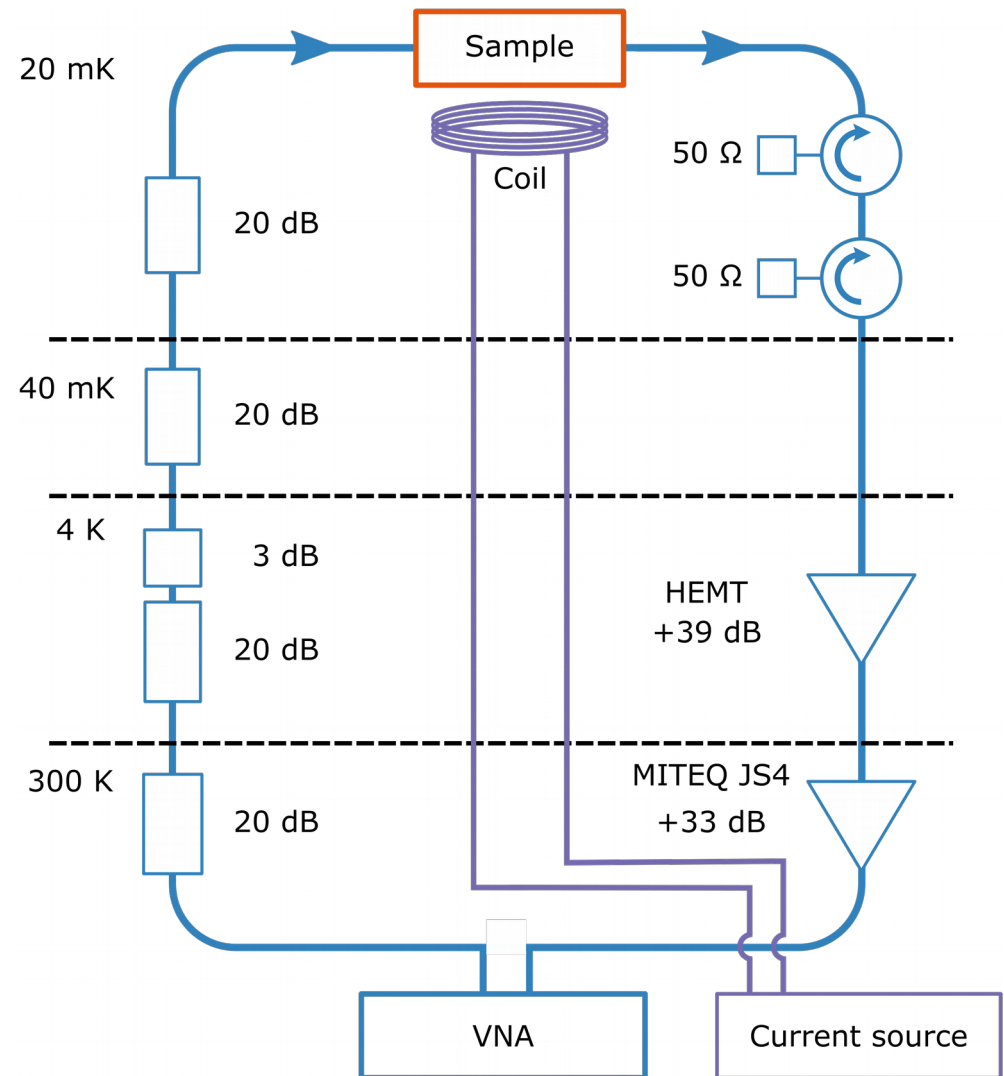 Sample
20 mK
50 Ω
Coil
20 dB
50 Ω
40 mK
20 dB
4 K
3 dB
HEMT
+39 dB
20 dB
300 K
MITEQ JS4
+33 dB
20 dB
VNA
Current source